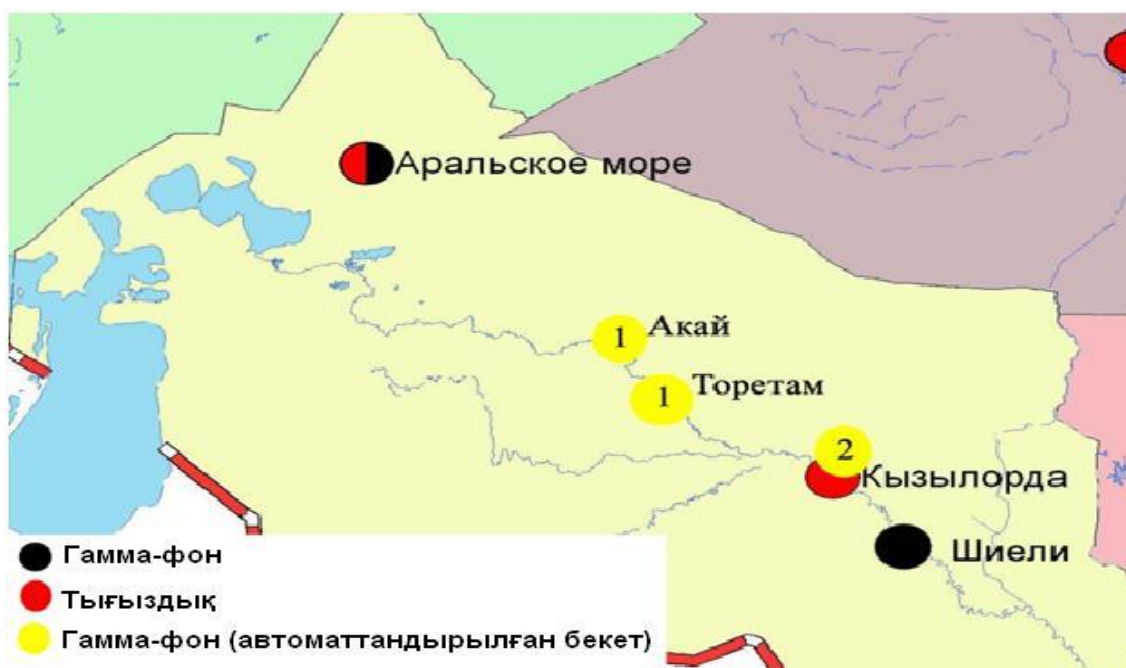 Аральское море
1 Акай
1 Торетам
2
Кызылорда
Шиели
Гамма-фон
Тығыздық
Гамма-фон (автоматтандырылған бекет)